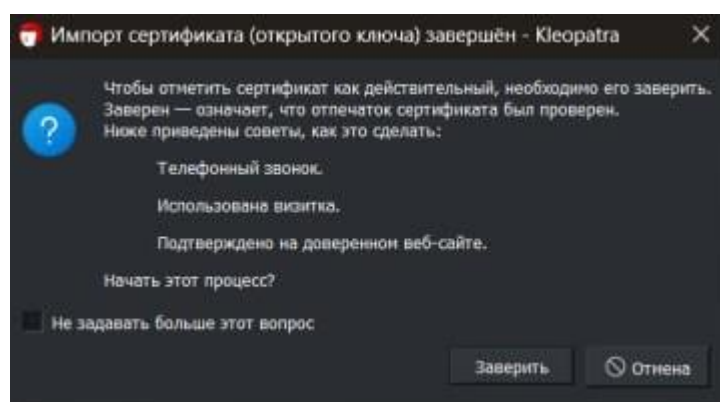 Импорт сертификата (открытого ключа) завершён - Kleopatra
Чтобы отметить сертификат как действительный, необходимо его заверить.
Заверен — означает, что отпечаток сертификата был проверен.
Ниже приведены советы, как это сделать:
Телефонный звонок.
Использована визитка.
Подтверждено на доверенном веб-сайте.
Начать этот процесс?
Не задавать больше этот вопрос
Заверить
Отмена